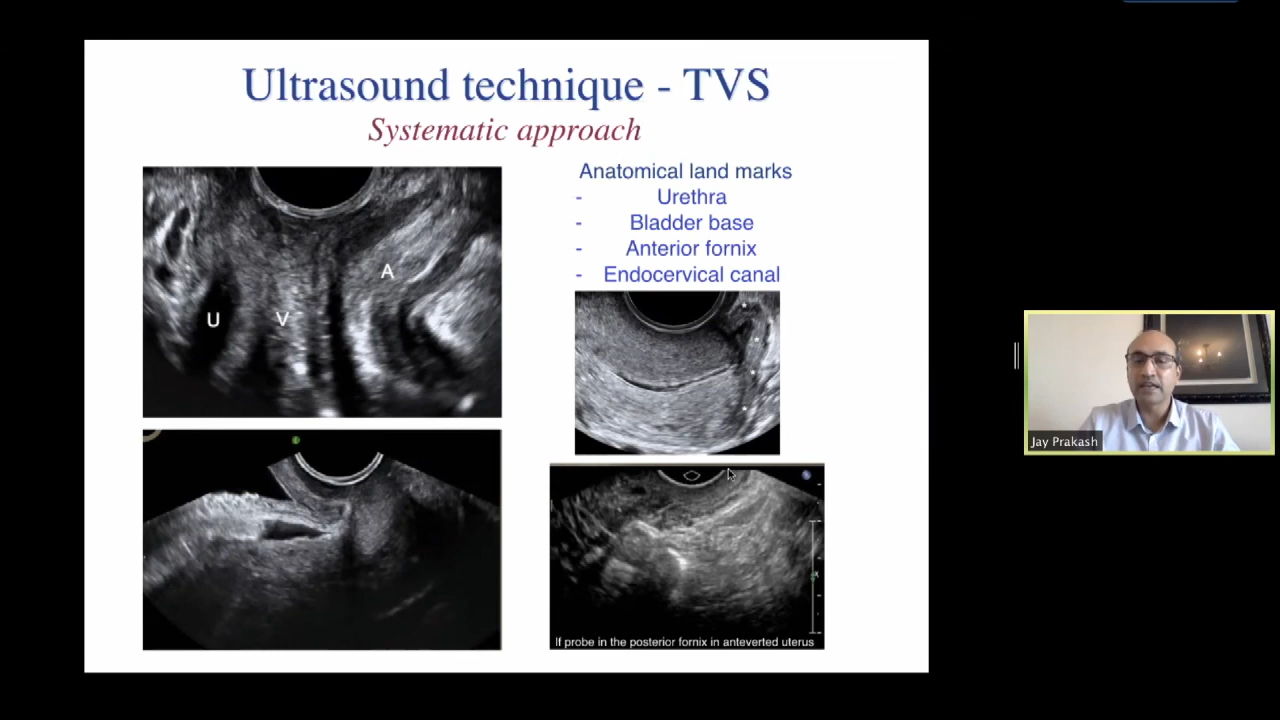 Ultrasound technique - TVS
Systematic approach
Anatomical land marks
- Urethra
- Bladder base
- Anterior fornix
- Endocervical canal
A
U
V
If probe in the posterior fornix in anteverted uterus
Jay Prakash